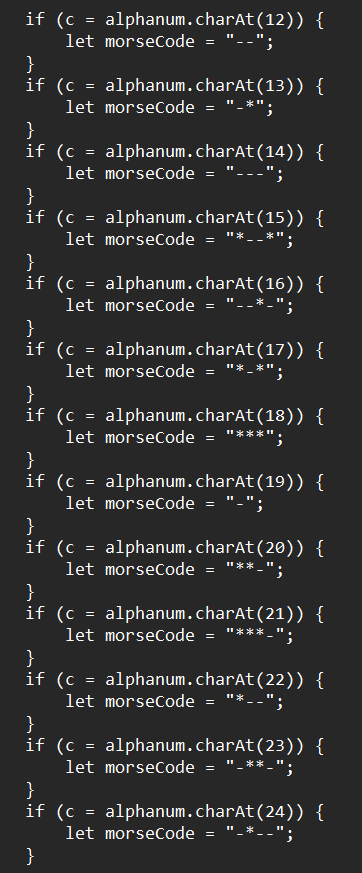 if (c = alphanum.charAt(12)) {
    let morseCode = "--";
}
if (c = alphanum.charAt(13)) {
    let morseCode = "-*";
}
if (c = alphanum.charAt(14)) {
    let morseCode = "---";
}
if (c = alphanum.charAt(15)) {
    let morseCode = "*--*";
}
if (c = alphanum.charAt(16)) {
    let morseCode = "--*-";
}
if (c = alphanum.charAt(17)) {
    let morseCode = "*-*";
}
if (c = alphanum.charAt(18)) {
    let morseCode = "***";
}
if (c = alphanum.charAt(19)) {
    let morseCode = "-";
}
if (c = alphanum.charAt(20)) {
    let morseCode = "**-";
}
if (c = alphanum.charAt(21)) {
    let morseCode = "***-";
}
if (c = alphanum.charAt(22)) {
    let morseCode = "*--";
}
if (c = alphanum.charAt(23)) {
    let morseCode = "-**-";
}
if (c = alphanum.charAt(24)) {
    let morseCode = "-*--";
}